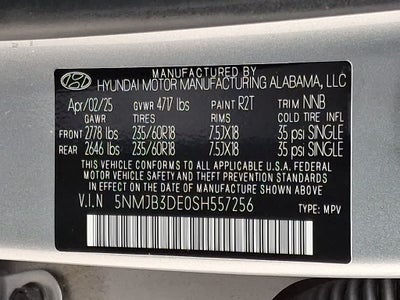 MANUFACTURED BY
HYUNDAI MOTOR MANUFACTURING ALABAMA, LLC
Apr/02/25 GVWR 4717 lbs PAINT R2T TRIM NNB
GAWR TIRES RIMS COLD TIRE INFL
FRONT 2778 lbs 235/60R18 7.5JX18 35 psi SINGLE
REAR 2646 lbs 235/60R18 7.5JX18 35 psi SINGLE
THIS VEHICLE CONFORMS TO ALL APPLICABLE U.S.A. FEDERAL
MOTOR VEHICLE SAFETY AND THEFT PREVENTION STANDARDS
IN EFFECT ON THE DATE OF MANUFACTURE SHOWN ABOVE.
V.I.N 5NMJB3DE0SH557256 TYPE: MPV